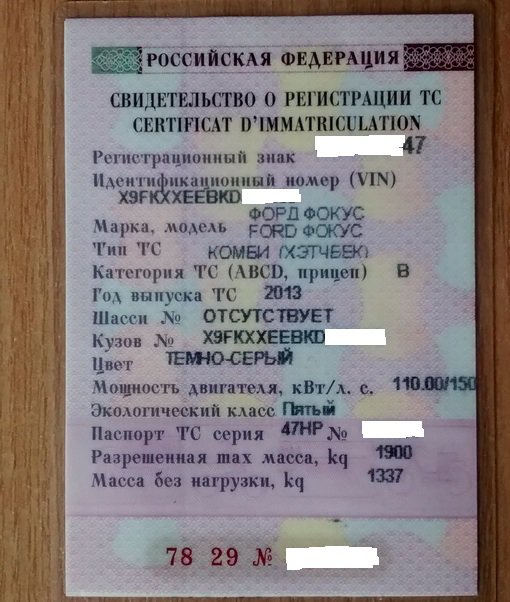 РОССИЙСКАЯ ФЕДЕРАЦИЯ
СВИДЕТЕЛЬСТВО О РЕГИСТРАЦИИ ТС
CERTIFICAT D'IMMATRICULATION
Регистрационный знак 47
Идентификационный номер (VIN)
X9FKXXEEBKD
ФОРД ФОКУС
Марка, модель FORD ФОКУС
Тип ТС КОМБИ (ХЭТЧБЕК)
Категория ТС (ABCD, прицеп) B
Год выпуска ТС 2013
Шасси № ОТСУТСТВУЕТ
Кузов № X9FKXXEEBKD
Цвет ТЕМНО-СЕРЫЙ
Мощность двигателя, кВт/л. с. 110.00/150
Экологический класс Пятый
Паспорт ТС серия 47НР №
Разрешенная max масса, kg 1900
Масса без нагрузки, kg 1337
78 29 №